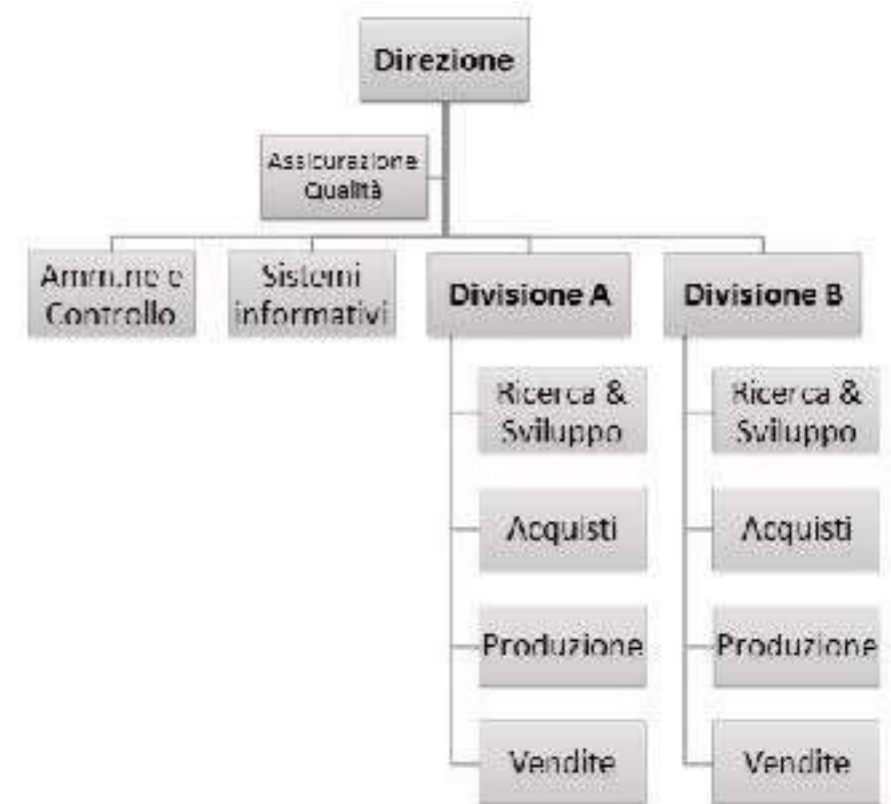 Direzione
Assicurazione
Qualità
Amm.ne e
Controllo
Sistemi
informativi
Divisione A
Divisione B
Ricerca &
Sviluppo
Acquisti
Produzione
Vendite
Ricerca &
Sviluppo
Acquisti
Produzione
Vendite